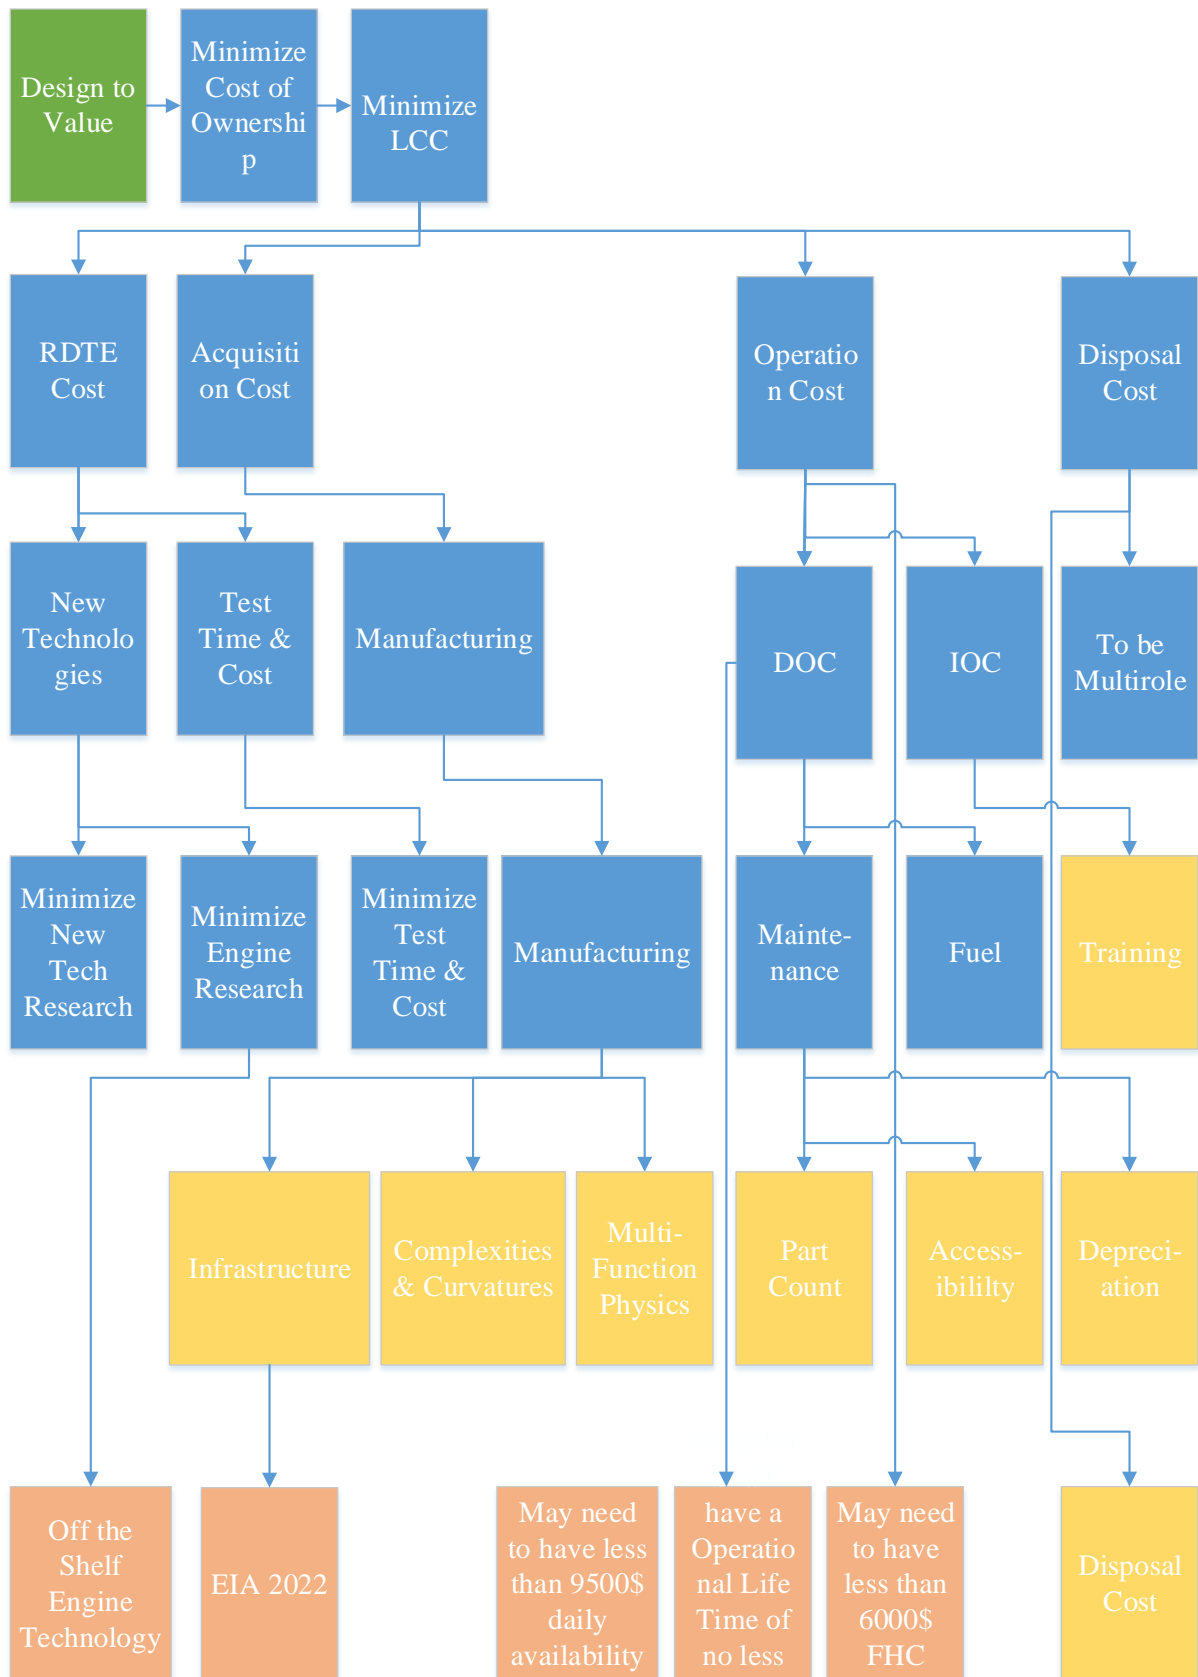 Design to
Value
Minimize
Cost of
Ownershi
p
Minimize
LCC
RDTE
Cost
Acquisiti
on Cost
Operatio
n Cost
Disposal
Cost
New
Technolo
gies
Test
Time &
Cost
Manufacturing
DOC
IOC
To be
Multirole
Minimize
New
Tech
Research
Minimize
Engine
Research
Minimize
Test
Time &
Cost
Manufacturing
Mainte-
nance
Fuel
Training
Infrastructure
Complexities
& Curvatures
Multi-
Function
Physics
Part
Count
Access-
ibililty
Depreci-
ation
Off the
Shelf
Engine
Technology
EIA 2022
May need
to have less
than 9500$
daily
availability
have a
Operatio
nal Life
Time of
no less
May need
to have
less than
6000$
FHC
Disposal
Cost